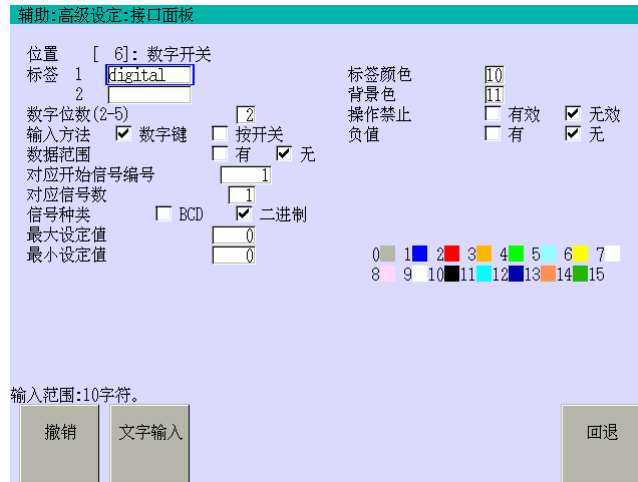 辅助:高级设定:接口面板
位置 [ 6]: 数字开关
标签 1 digital 标签颜色 10
2 背景色 11
数字位数(2-5) 2 操作禁止 有效 无效
输入方法 数字键 按开关 负值 有 无
数据范围 有 无
对应开始信号编号 1
对应信号数 1
信号种类 BCD 二进制
最大设定值 0
最小设定值 0
0 1 2 3 4 5 6 7
8 9 10 11 12 13 14 15
输入范围:10字符。
撤销 文字输入 回退